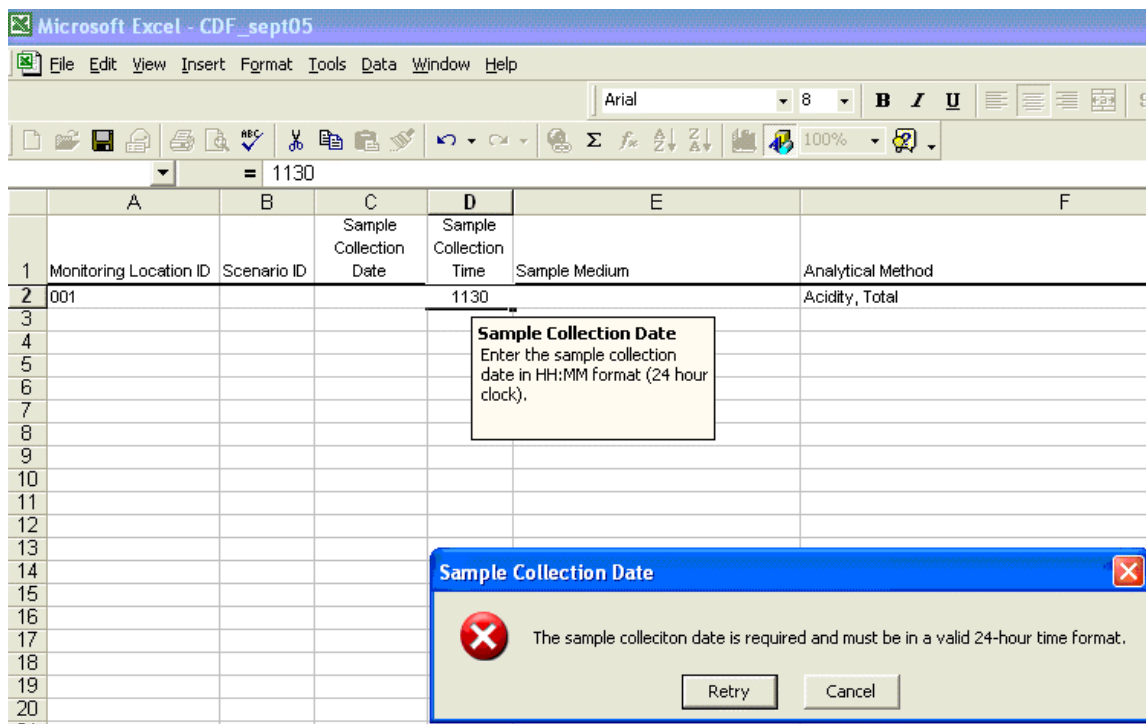 Microsoft Excel - CDF_sept05
File Edit View Insert Format Tools Data Window Help
Arial 8 B I U
ABC Σ fx A Z Z A 100%
= 1130
A B C D E F
Sample Sample
Collection Collection
1 Monitoring Location ID Scenario ID Date Time Sample Medium Analytical Method
2 001 1130 Acidity, Total
3
Sample Collection Date
4
Enter the sample collection
5
date in HH:MM format (24 hour
6
clock).
7
8
9
10
11
12
13
14
Sample Collection Date
15
16
17
The sample colleciton date is required and must be in a valid 24-hour time format.
18
19
Retry Cancel
20